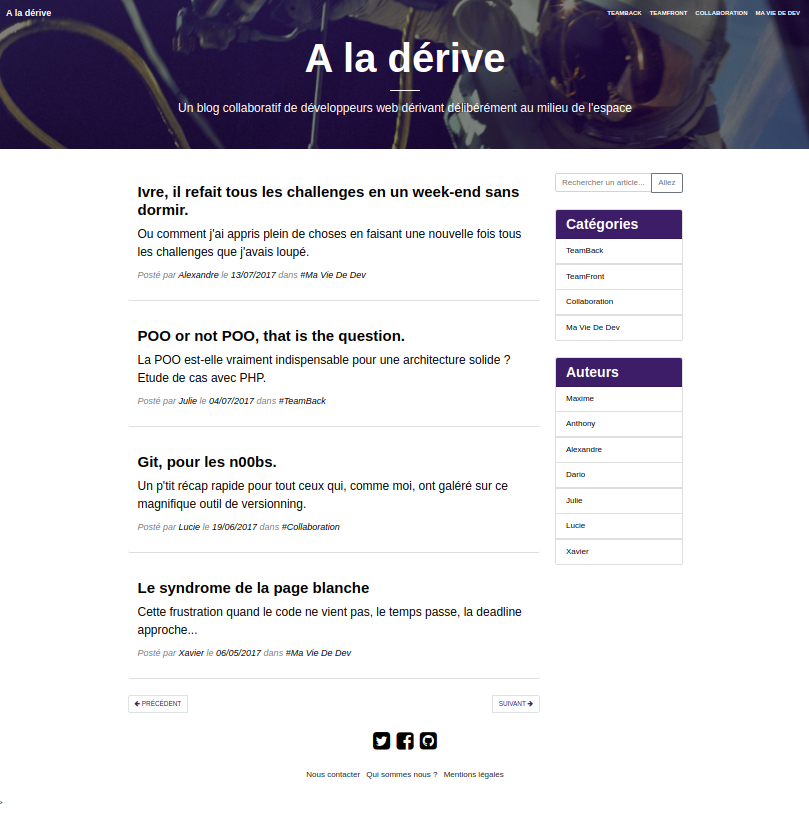 A la dérive
TEAMBACK TEAMFRONT COLLABORATION MA VIE DE DEV
A la dérive
Un blog collaboratif de développeurs web dérivant délibérément au milieu de l'espace
Ivre, il refait tous les challenges en un week-end sans
dormir.
Ou comment j'ai appris plein de choses en faisant une nouvelle fois tous
les challenges que j'avais loupé.
Posté par Alexandre le 13/07/2017 dans #Ma Vie De Dev
POO or not POO, that is the question.
La POO est-elle vraiment indispensable pour une architecture solide ?
Etude de cas avec PHP.
Posté par Julie le 04/07/2017 dans #TeamBack
Git, pour les n00bs.
Un p'tit récap rapide pour tout ceux qui, comme moi, ont galéré sur ce
magnifique outil de versionning.
Posté par Lucie le 19/06/2017 dans #Collaboration
Le syndrome de la page blanche
Cette frustration quand le code ne vient pas, le temps passe, la deadline
approche...
Posté par Xavier le 06/05/2017 dans #Ma Vie De Dev
PRÉCÉDENT
SUIVANT
Rechercher un article... Allez
Catégories
TeamBack
TeamFront
Collaboration
Ma Vie De Dev
Auteurs
Maxime
Anthony
Alexandre
Dario
Julie
Lucie
Xavier
Nous contacter Qui sommes nous ? Mentions légales
>